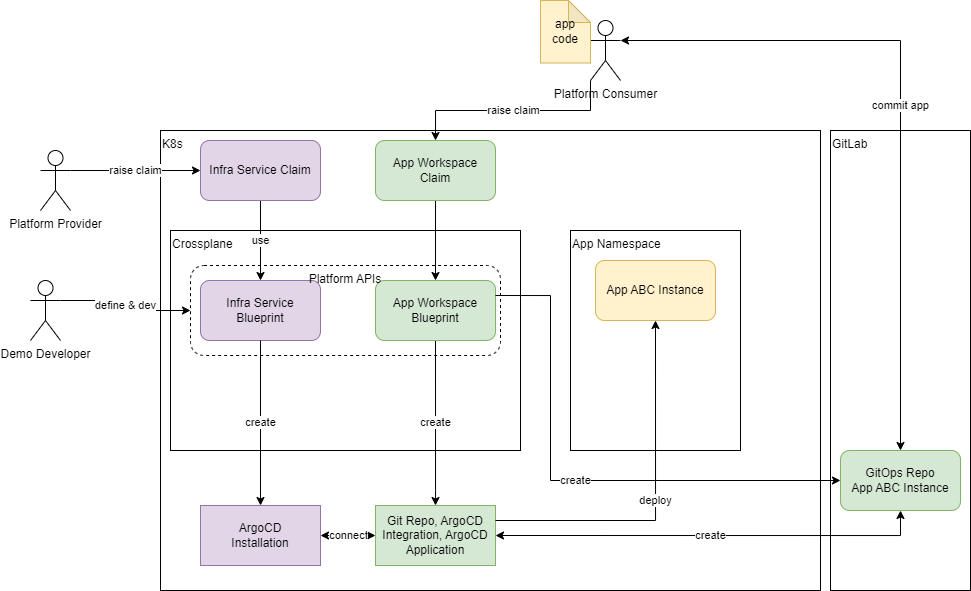 app
code
Platform Consumer
raise claim
commit app
K8s
GitLab
Infra Service Claim
App Workspace
Claim
raise claim
Platform Provider
Crossplane
use
App Namespace
Platform APIs
App ABC Instance
Infra Service
Blueprint
App Workspace
Blueprint
define & dev
Demo Developer
create
create
GitOps Repo
App ABC Instance
create
deploy
ArgoCD
Installation
connect
Git Repo, ArgoCD
Integration, ArgoCD
Application
create